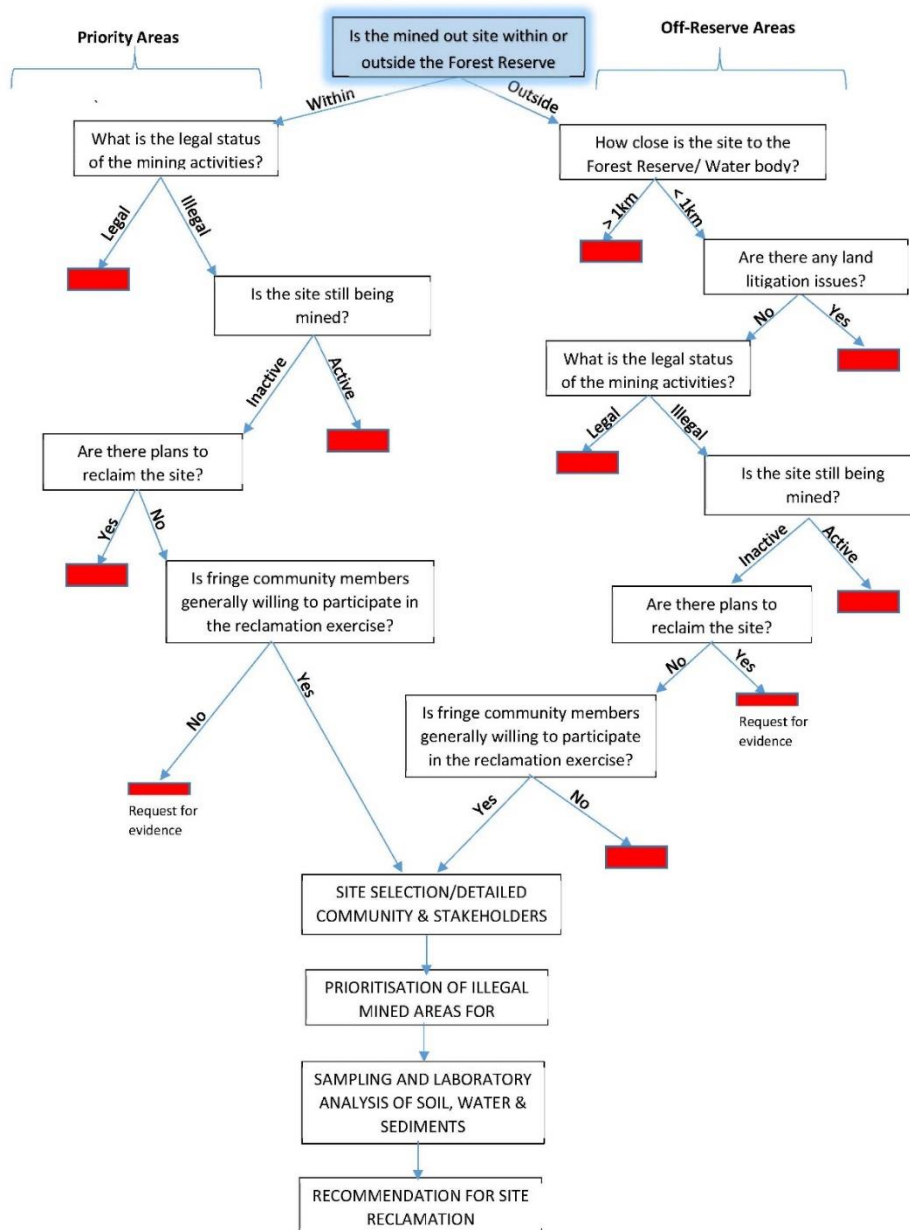 Priority Areas
Is the mined out site within or
outside the Forest Reserve
Off-Reserve Areas
Within
Outside
What is the legal status
of the mining activities?
How close is the site to the
Forest Reserve/ Water body?
Legal
Illegal
> 1km
< 1km
Is the site still being
mined?
Are there any land
litigation issues?
No
Yes
Inactive
Active
What is the legal status
of the mining activities?
Legal
Illegal
Are there plans to
reclaim the site?
Is the site still being
mined?
Yes
No
Inactive
Active
Is fringe community members
generally willing to participate in
the reclamation exercise?
Are there plans to
reclaim the site?
No
Yes
No
Yes
Request for
evidence
Is fringe community members
generally willing to participate
in the reclamation exercise?
Request for
evidence
Yes
No
SITE SELECTION/DETAILED
COMMUNITY & STAKEHOLDERS
PRIORITISATION OF ILLEGAL
MINED AREAS FOR
SAMPLING AND LABORATORY
ANALYSIS OF SOIL, WATER &
SEDIMENTS
RECOMMENDATION FOR SITE
RECLAMATION